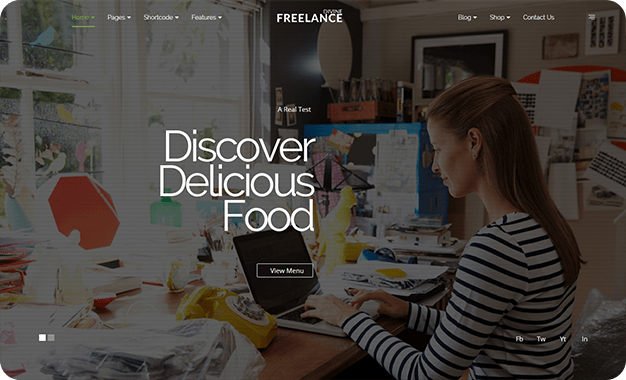 Home
Pages
Shortcode
Features
DIVINE
FREELANCE
Blog
Shop
Contact Us
A Real Test
Discover
Delicious
Food
View Menu
Fb
Tw
Yt
In